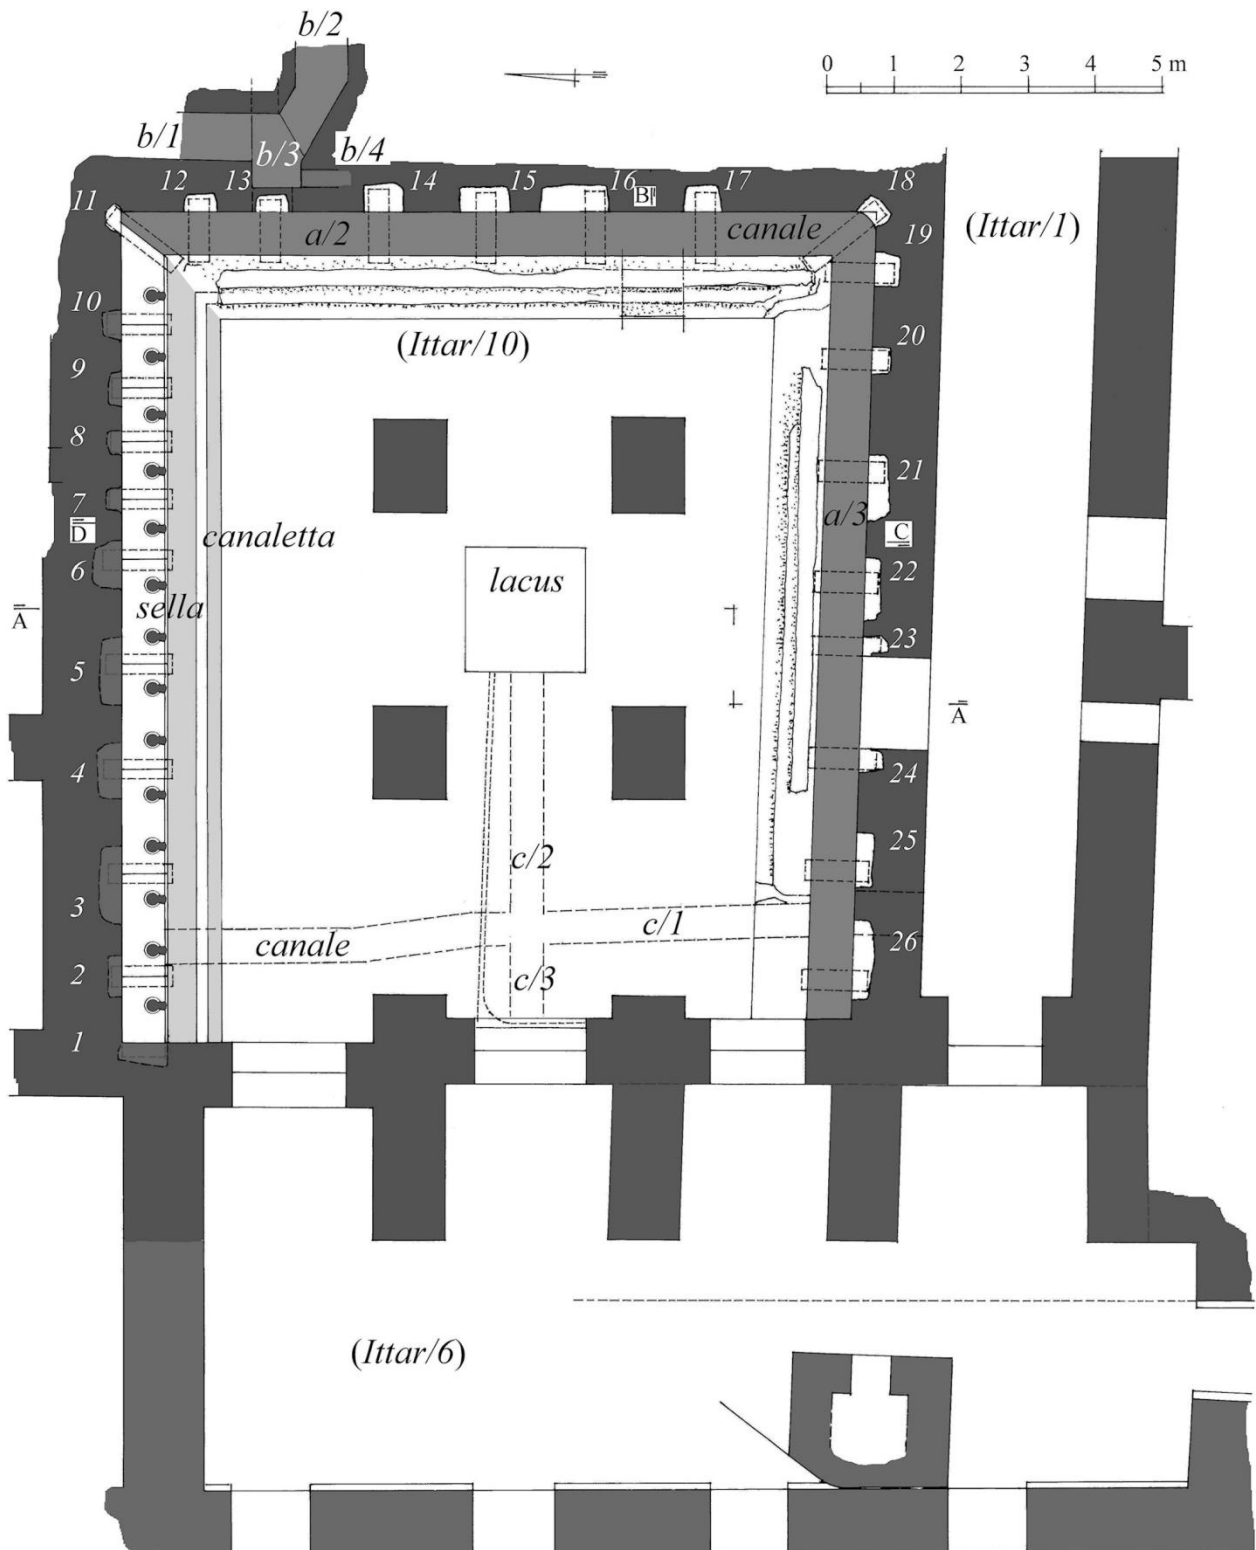 b/2
0 1 2 3 4 5 m
b/1
b/3
b/4
11 12 13 14 15 16 B 17 18
a/2
canale
19
(Ittar/1)
10
(Ittar/10)
20
9
8
21
7
a/3
D
canaletta
C
6
lacus
22
A
sella
23
5
A
4
24
25
c/2
3
canale
c/1
26
2
c/3
1
(Ittar/6)